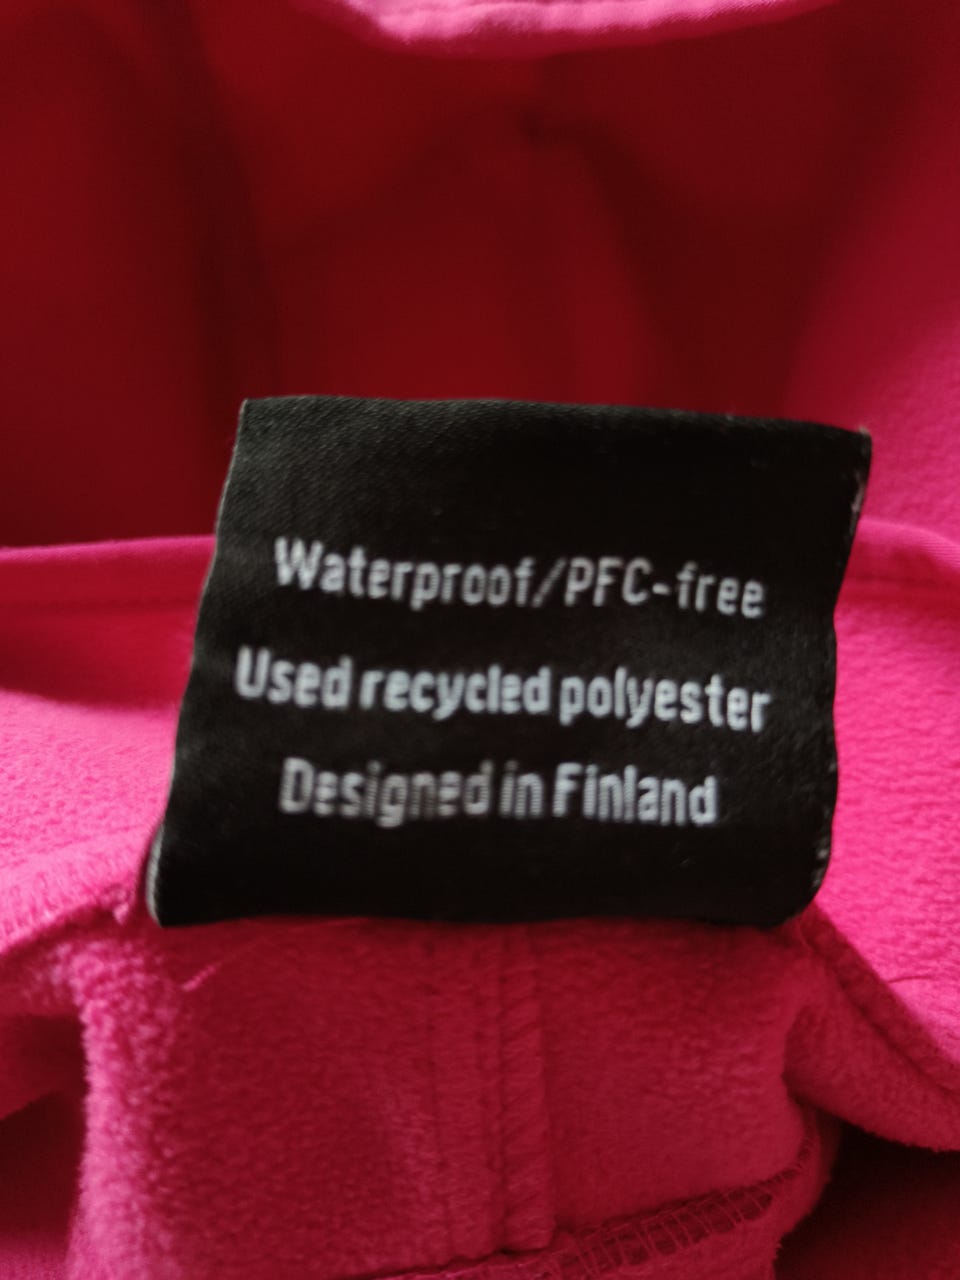 Waterproof/PFC-free
Used recycled polyester
Designed in Finland